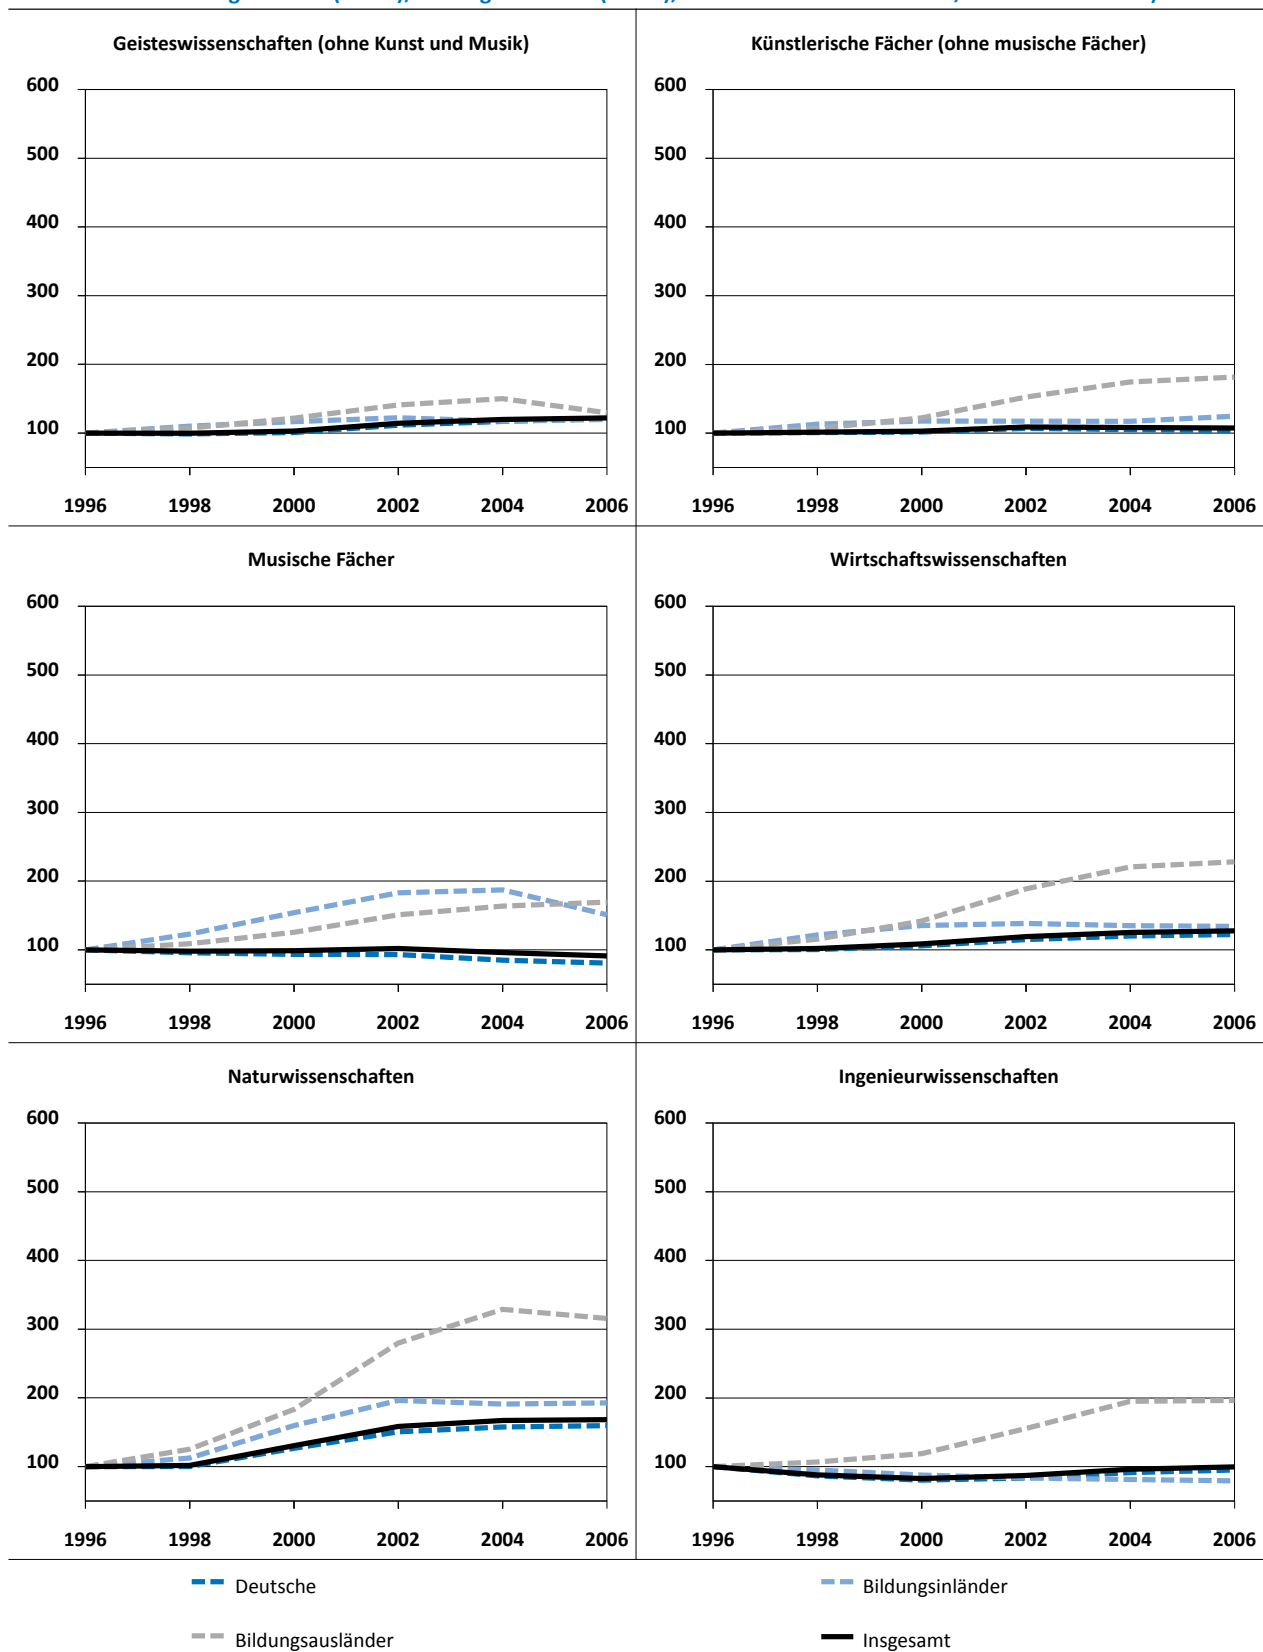 Geisteswissenschaften (ohne Kunst und Musik)
600
500
400
300
200
100
1996 1998 2000 2002 2004 2006
Künstlerische Fächer (ohne musische Fächer)
600
500
400
300
200
100
1996 1998 2000 2002 2004 2006
Musische Fächer
600
500
400
300
200
100
1996 1998 2000 2002 2004 2006
Wirtschaftswissenschaften
600
500
400
300
200
100
1996 1998 2000 2002 2004 2006
Naturwissenschaften
600
500
400
300
200
100
1996 1998 2000 2002 2004 2006
Ingenieurwissenschaften
600
500
400
300
200
100
1996 1998 2000 2002 2004 2006
Deutsche
Bildungsinländer
Bildungsausländer
Insgesamt